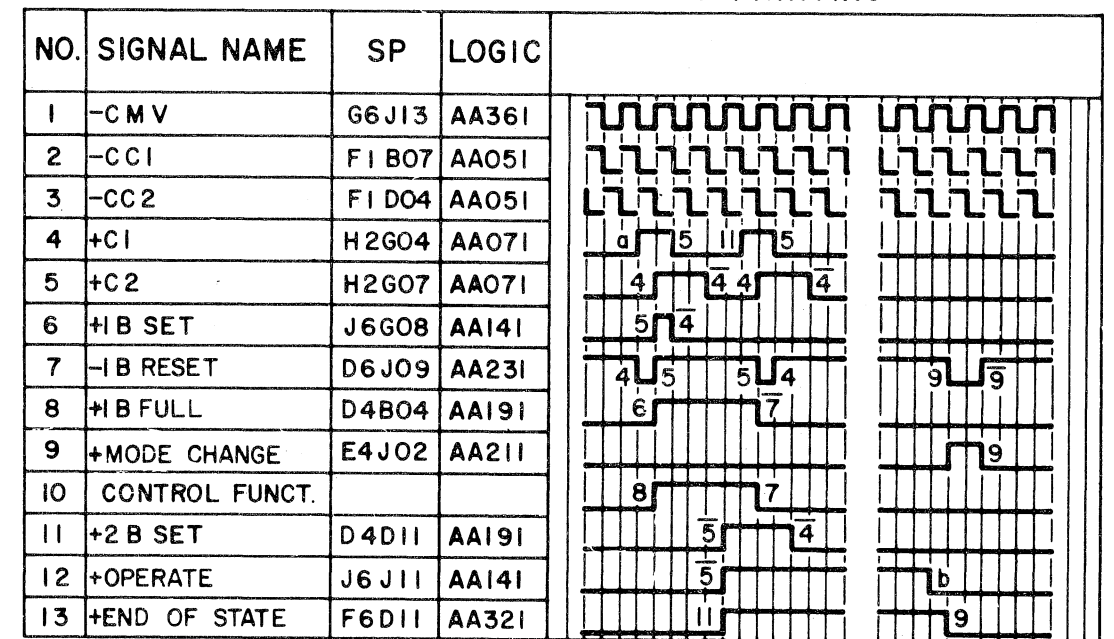 NO. SIGNAL NAME SP LOGIC
1 -CMV G6J13 AA361
2 -CC1 F1B07 AA051
3 -CC2 F1D04 AA051
4 +C1 H2G04 AA071 a 5 11 5
5 +C2 H2G07 AA071 4 4̅ 4 4̅
6 +1B SET J6G08 AA141 5 4̅
7 -1B RESET D6J09 AA231 4 5 5 4 9 9̅
8 +1B FULL D4B04 AA191 6 7̅
9 +MODE CHANGE E4J02 AA211 9
10 CONTROL FUNCT. 8 7
11 +2B SET D4D11 AA191 5̅ 4̅
12 +OPERATE J6J11 AA141 5̅ b
13 +END OF STATE F6D11 AA321 11 9